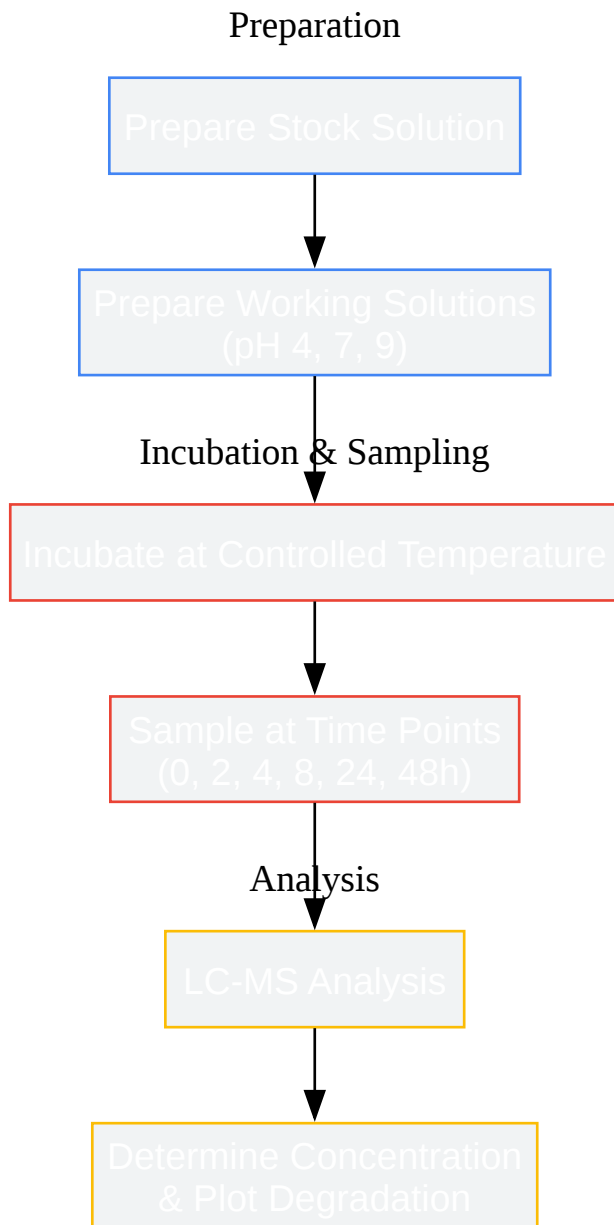 Preparation
Prepare Stock Solution
Prepare Working Solutions
(pH 4, 7, 9)
Incubation & Sampling
Incubate at Controlled Temperature
Sample at Time Points
(0, 2, 4, 8, 24, 48h)
Analysis
LC-MS Analysis
Determine Concentration
& Plot Degradation